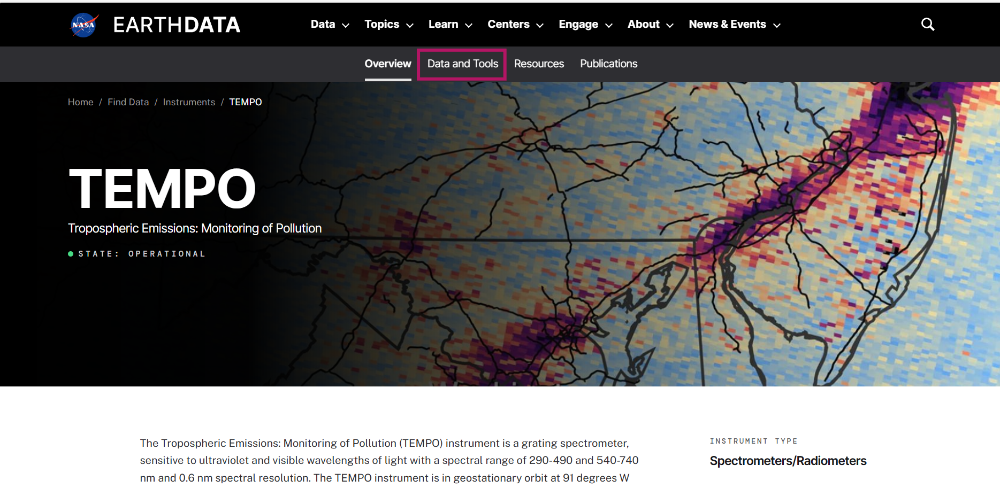 NASA EARTHDATA Data Topics Learn Centers Engage About News & Events
Overview Data and Tools Resources Publications
Home / Find Data / Instruments / TEMPO
TEMPO
Tropospheric Emissions: Monitoring of Pollution
STATE: OPERATIONAL
The Tropospheric Emissions: Monitoring of Pollution (TEMPO) instrument is a grating spectrometer,
sensitive to ultraviolet and visible wavelengths of light with a spectral range of 290-490 and 540-740
nm and 0.6 nm spectral resolution. The TEMPO instrument is in geostationary orbit at 91 degrees W
INSTRUMENT TYPE
Spectrometers/Radiometers